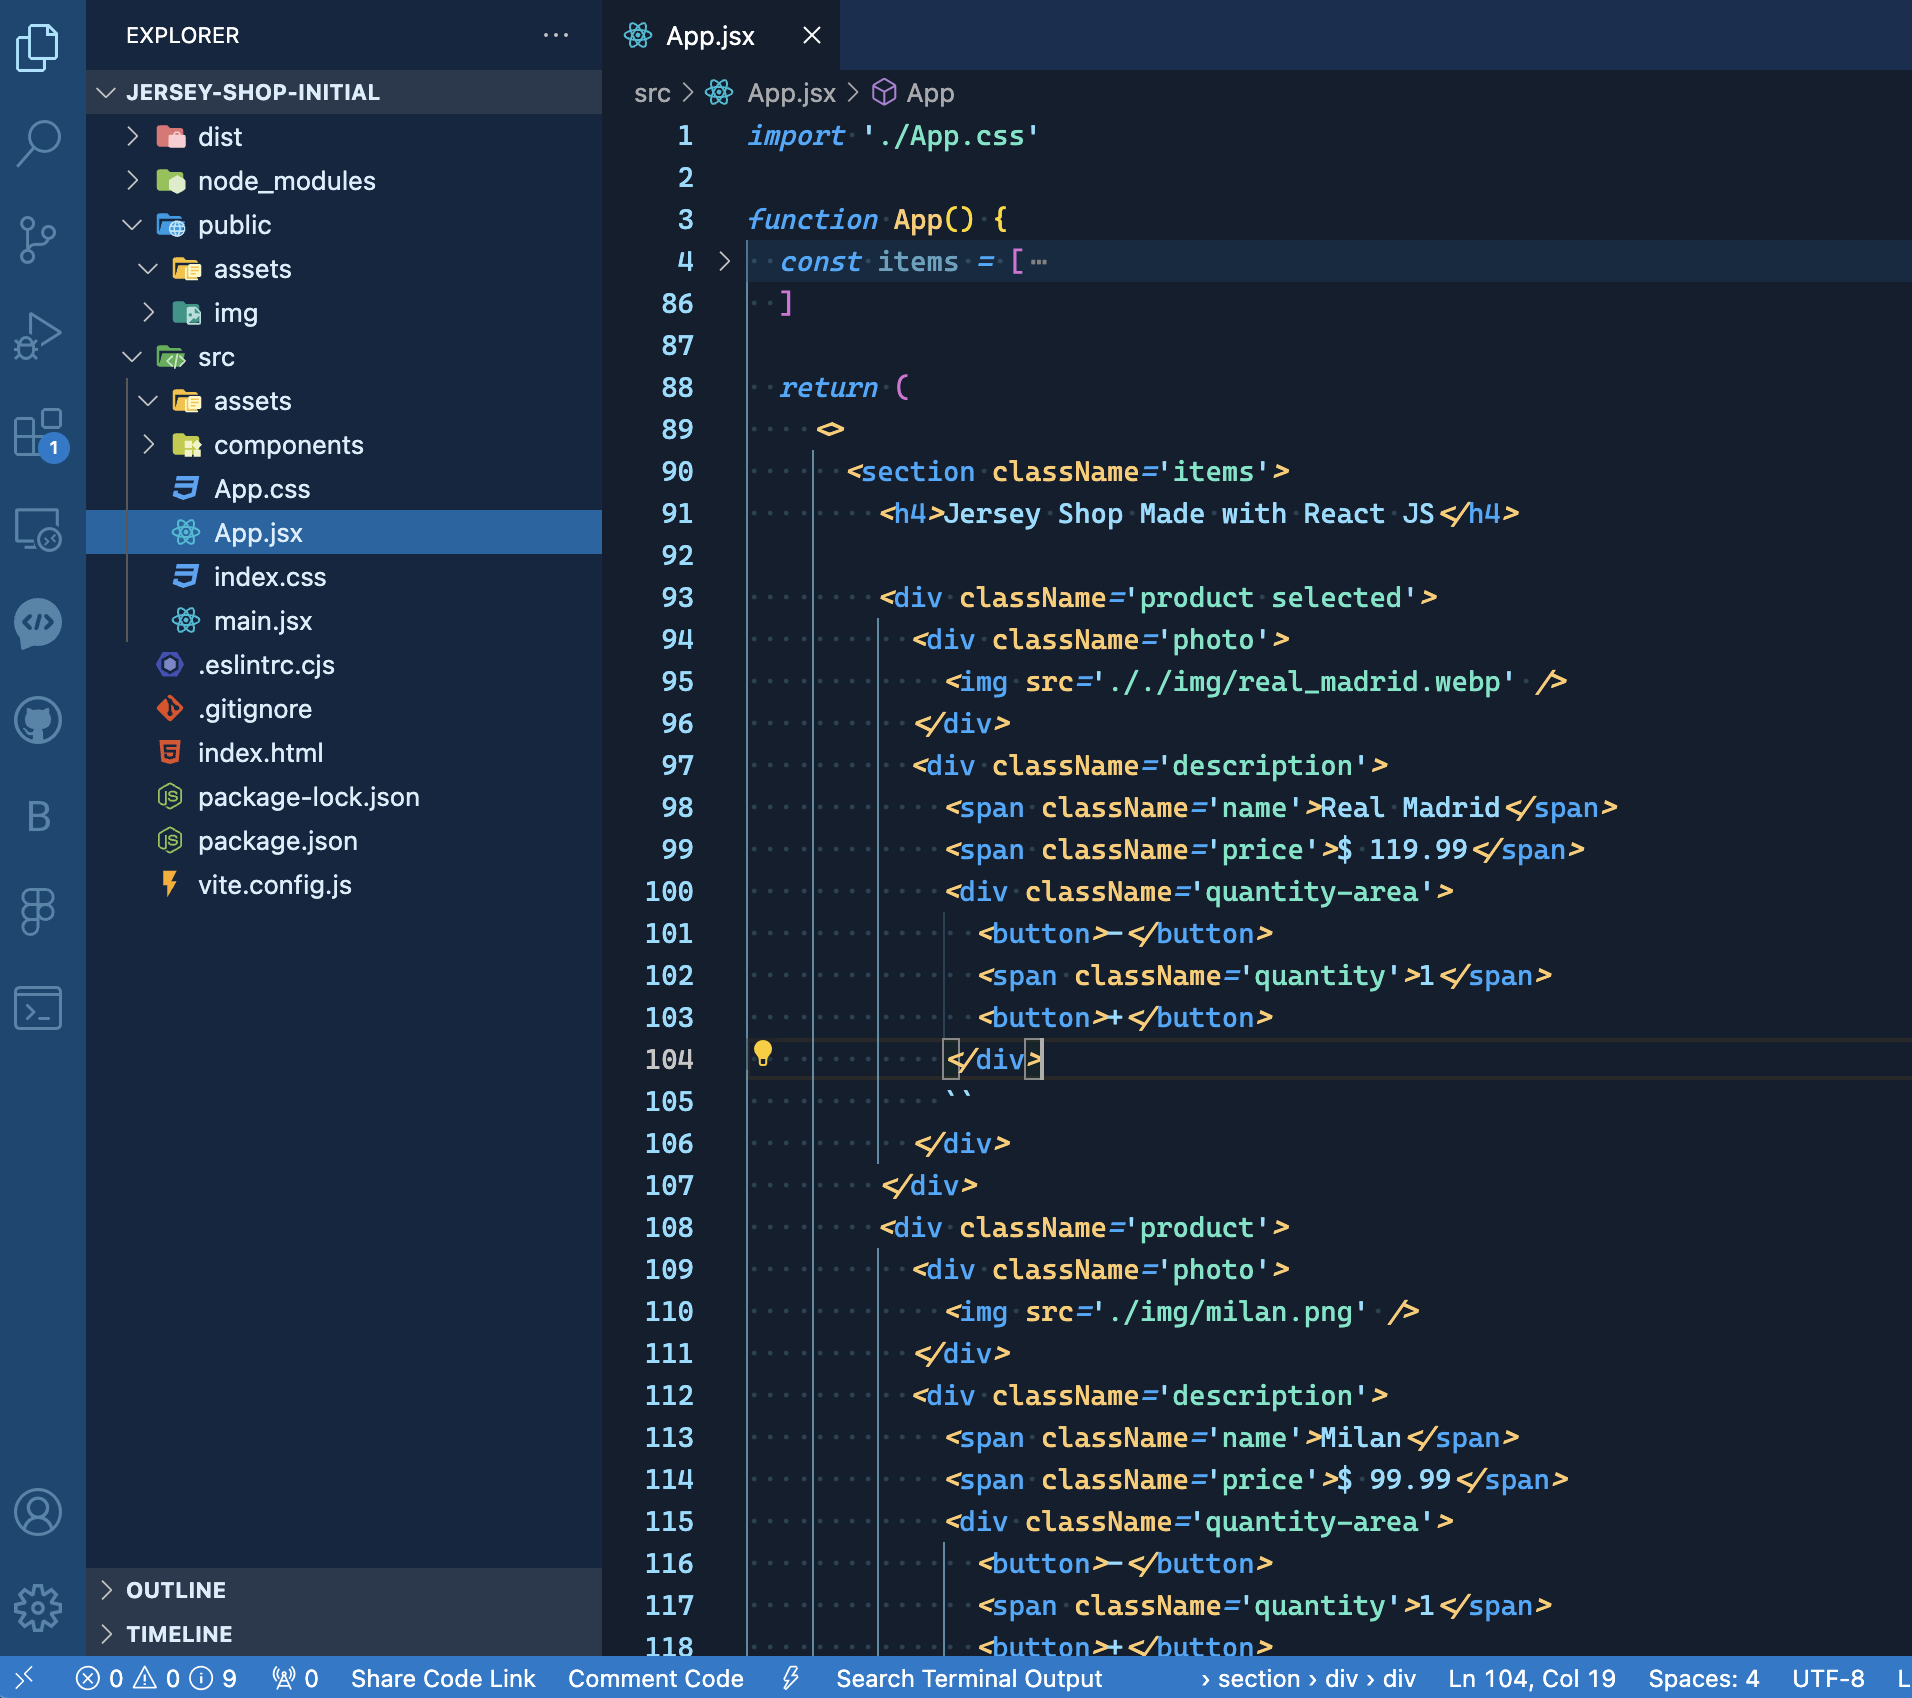 EXPLORER
JERSEY-SHOP-INITIAL
dist
node_modules
public
assets
img
src
assets
components
App.css
App.jsx
index.css
main.jsx
.eslintrc.cjs
.gitignore
index.html
package-lock.json
package.json
vite.config.js
OUTLINE
TIMELINE
1
B
App.jsx
src > App.jsx > App
1 import './App.css'
2
3 function App() {
4 const items = [ ⋯
86 ]
87
88 return (
89 <>
90 <section className='items'>
91 <h4>Jersey Shop Made with React JS</h4>
92
93 <div className='product selected'>
94 <div className='photo'>
95 <img src='././img/real_madrid.webp' />
96 </div>
97 <div className='description'>
98 <span className='name'>Real Madrid</span>
99 <span className='price'>$ 119.99</span>
100 <div className='quantity-area'>
101 <button>-</button>
102 <span className='quantity'>1</span>
103 <button>+</button>
104 </div>
105 ``
106 </div>
107 </div>
108 <div className='product'>
109 <div className='photo'>
110 <img src='./img/milan.png' />
111 </div>
112 <div className='description'>
113 <span className='name'>Milan</span>
114 <span className='price'>$ 99.99</span>
115 <div className='quantity-area'>
116 <button>-</button>
117 <span className='quantity'>1</span>
118 <button>+</button>
0 0 9 0 Share Code Link Comment Code Search Terminal Output › section › div › div Ln 104, Col 19 Spaces: 4 UTF-8 L